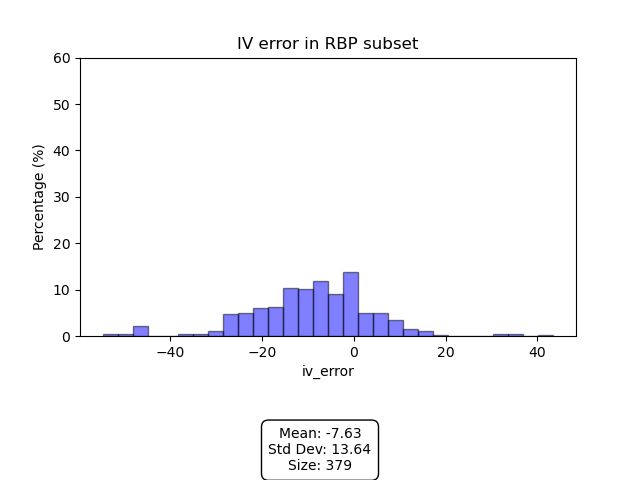 IV error in RBP subset
60
50
40
30
20
10
0
Percentage (%)
−40
−20
0
20
40
iv_error
Mean: -7.63
Std Dev: 13.64
Size: 379